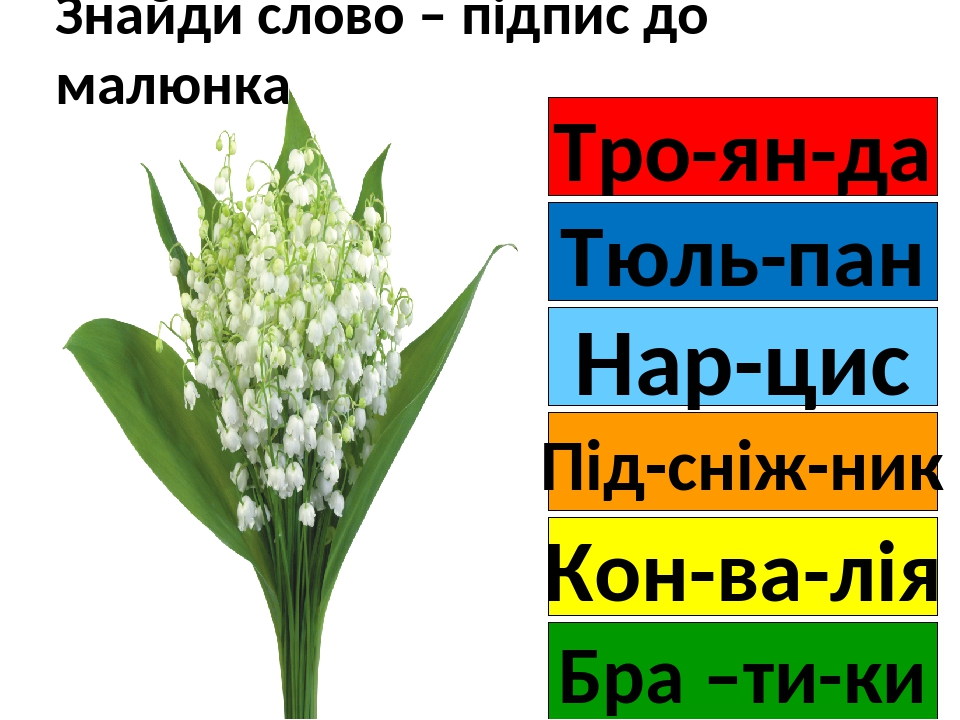 Знайди слово – підпис до
малюнка
Тро-ян-да
Тюль-пан
Нар-цис
Під-сніж-ник
Кон-ва-лія
Бра –ти-ки